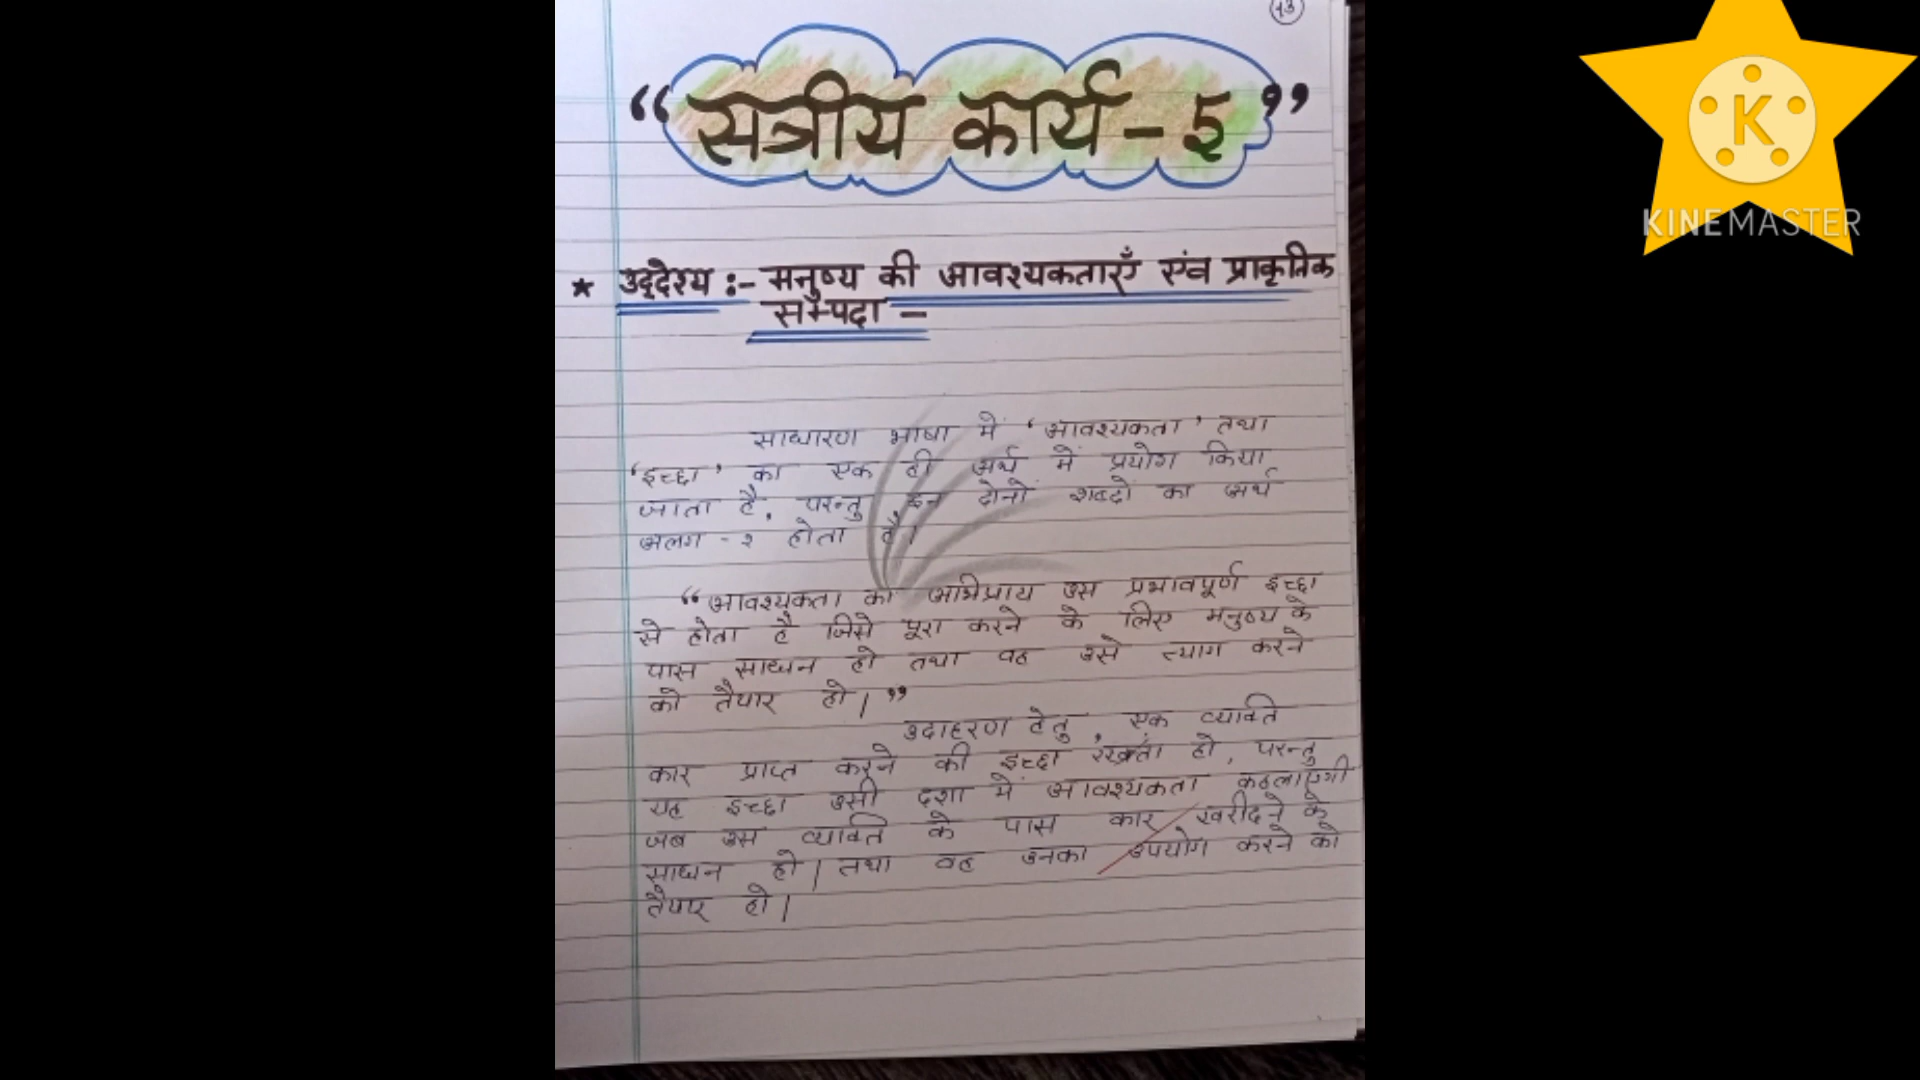 13
“सत्रीय कार्य - 5”
★ उद्देश्य :- मनुष्य की आवश्यकताएँ एंव प्राकृतिक
सम्पदा -
साधारण भाषा में ‘आवश्यकता’ तथा
‘इच्छा’ का एक ही अर्थ में प्रयोग किया
जाता है, परन्तु इन दोनों शब्दों का अर्थ
अलग - २ होता है।
“आवश्यकता का अभिप्राय उस प्रभावपूर्ण इच्छा
से होता है जिसे पूरा करने के लिए मनुष्य के
पास साधन हो तथा वह उसे त्याग करने
को तैयार हो।”
उदाहरण हेतु, एक व्यक्ति
कार प्राप्त करने की इच्छा रखता हो, परन्तु
यह इच्छा उसी दशा में आवश्यकता कहलाएगी
जब उस व्यक्ति के पास कार खरीदने के
साधन हो। तथा वह उनका उपयोग करने को
तैयार हो।
K
KINEMASTER